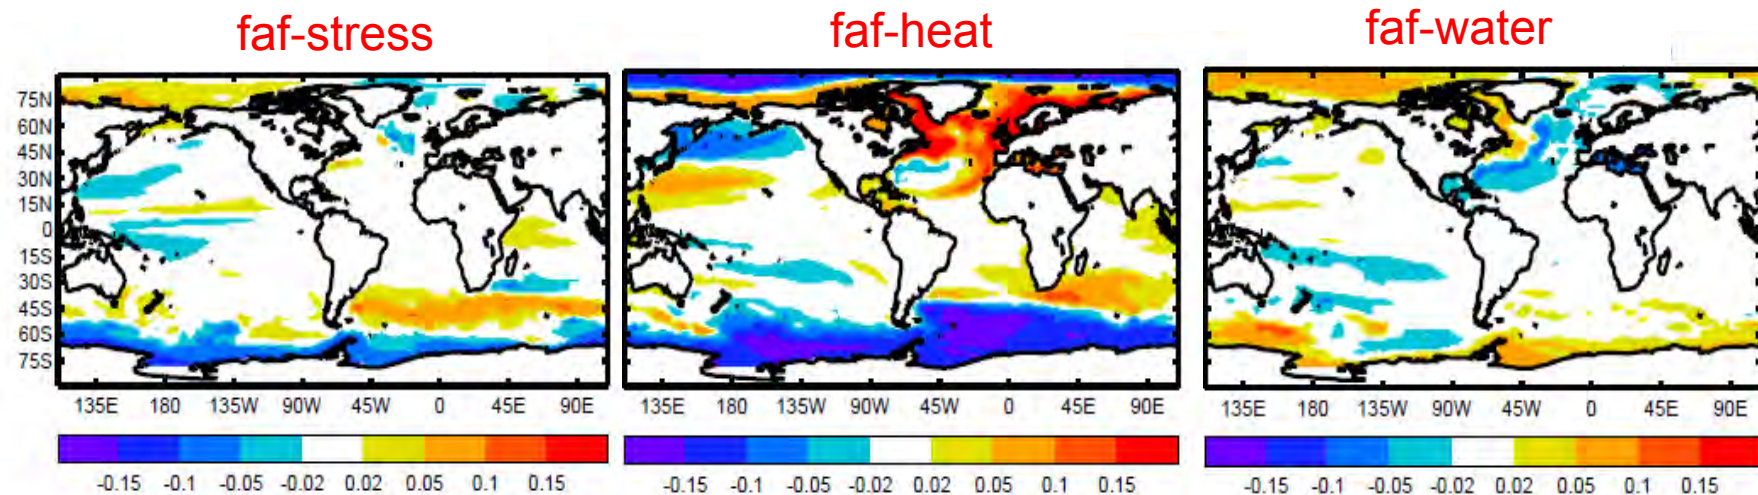 faf-stress faf-heat faf-water
75N
60N
45N
30N
15N
0
15S
30S
45S
60S
75S
135E 180 135W 90W 45W 0 45E 90E
135E 180 135W 90W 45W 0 45E 90E
135E 180 135W 90W 45W 0 45E 90E
-0.15 -0.1 -0.05 -0.02 0.02 0.05 0.1 0.15
-0.15 -0.1 -0.05 -0.02 0.02 0.05 0.1 0.15
-0.15 -0.1 -0.05 -0.02 0.02 0.05 0.1 0.15